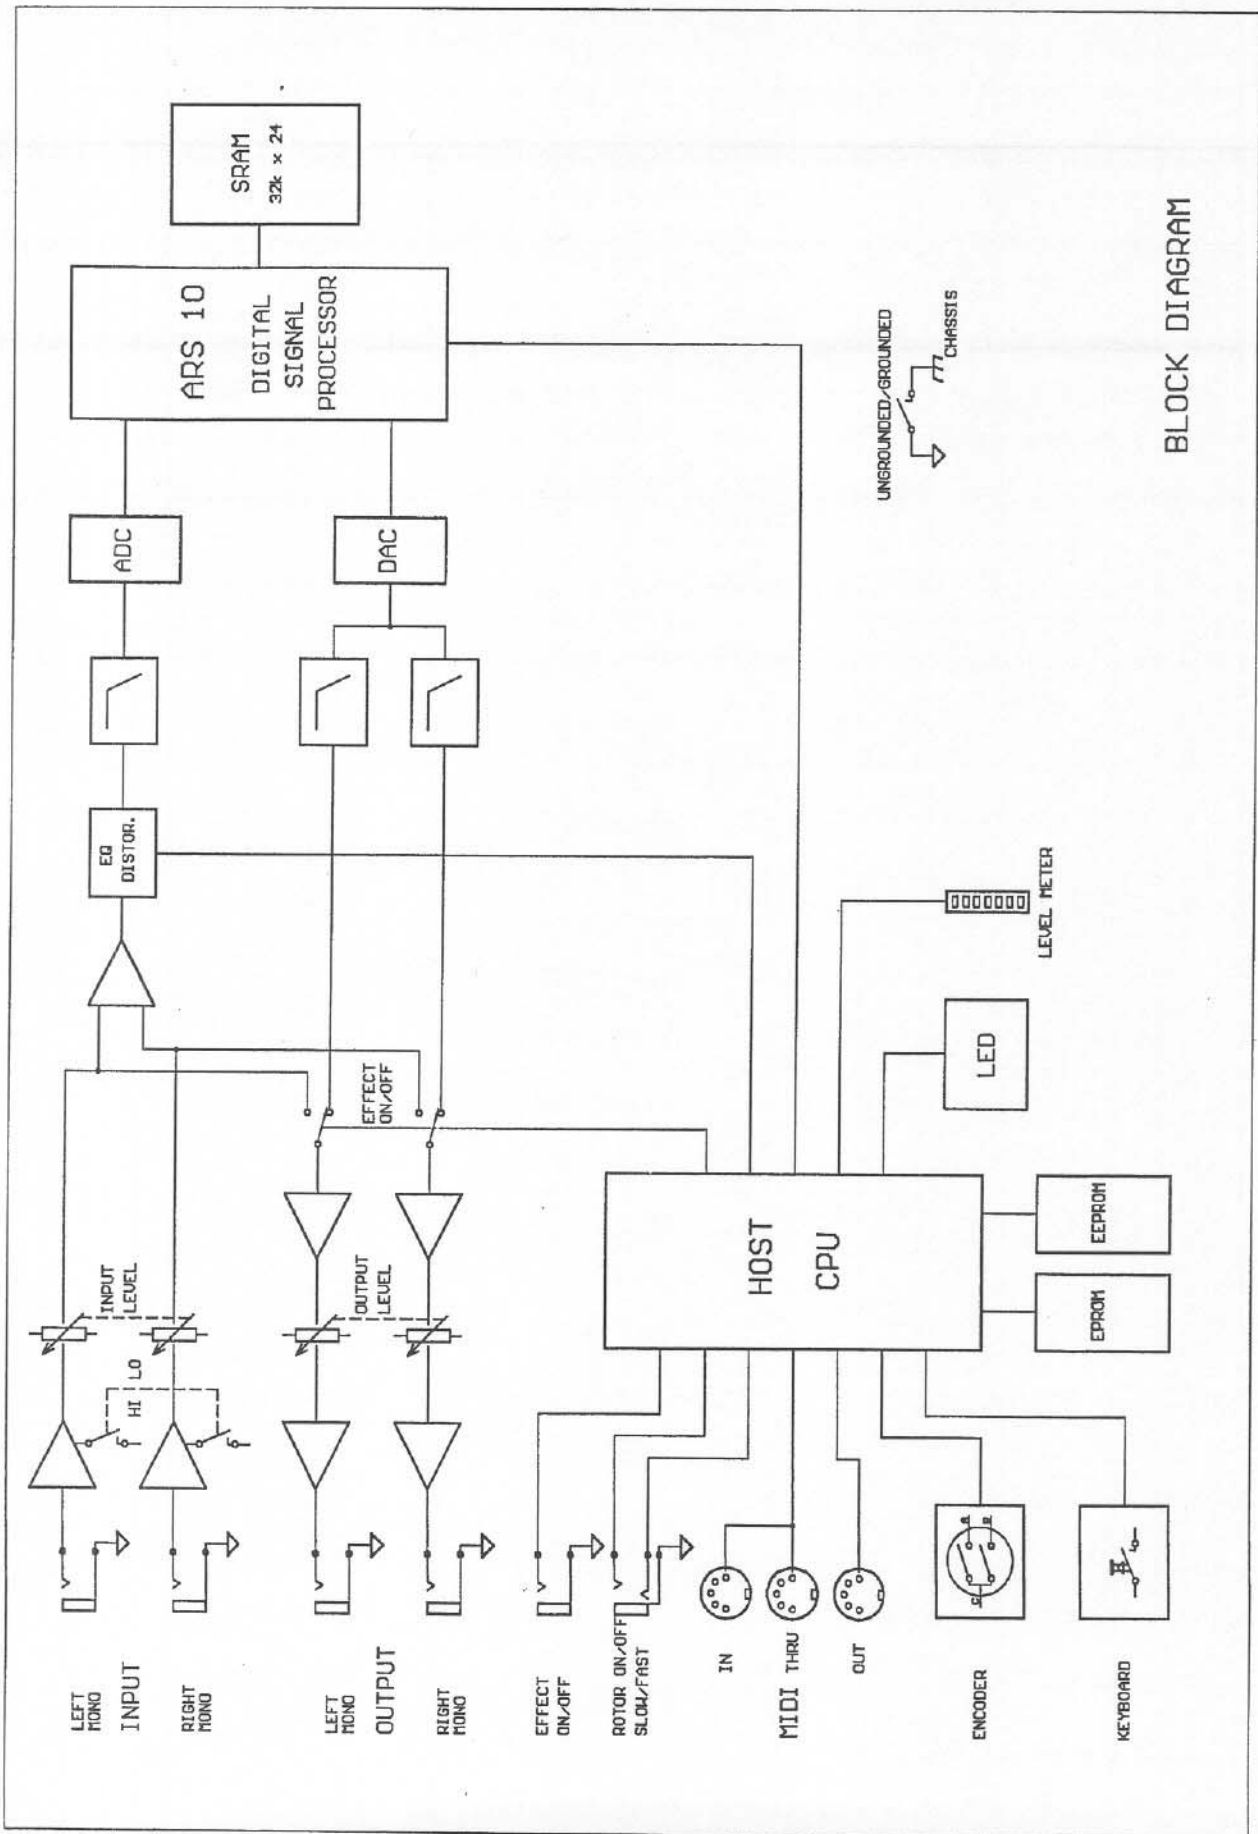 LEFT
MONO
INPUT
RIGHT
MONO
HI
LO
INPUT
LEVEL
EQ
DISTOR.
ADC
ARS 10
DIGITAL
SIGNAL
PROCESSOR
SRAM
32k × 24
LEFT
MONO
OUTPUT
RIGHT
MONO
OUTPUT
LEVEL
EFFECT
ON/OFF
DAC
EFFECT
ON/OFF
ROTOR ON/OFF
SLOW/FAST
IN
MIDI THRU
OUT
HOST
CPU
ENCODER
C
A
B
KEYBOARD
EPROM
EEPROM
LED
LEVEL METER
UNGROUNDED/GROUNDED
CHASSIS
BLOCK DIAGRAM